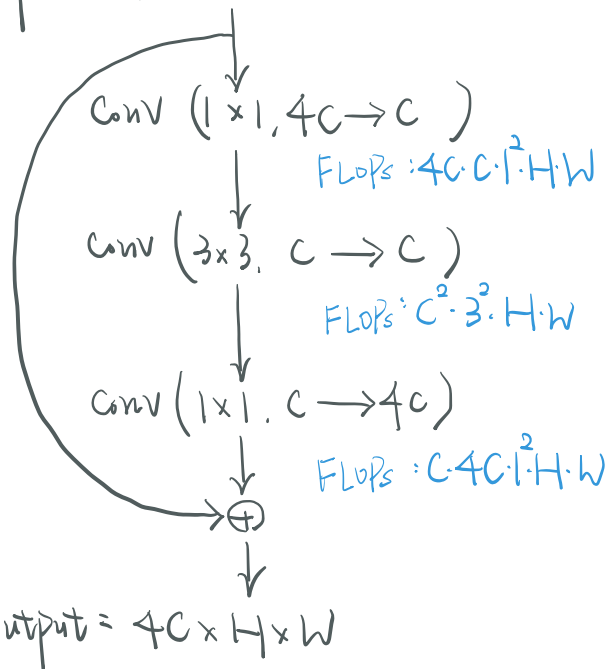 Conv (1×1, 4C→C )
FLOPs : 4C·C·1²·H·W
Conv (3×3, C→C )
FLOPs : C²·3²·H·W
Conv (1×1, C→4C)
FLOPs : C·4C·1²·H·W
utput = 4C×H×W